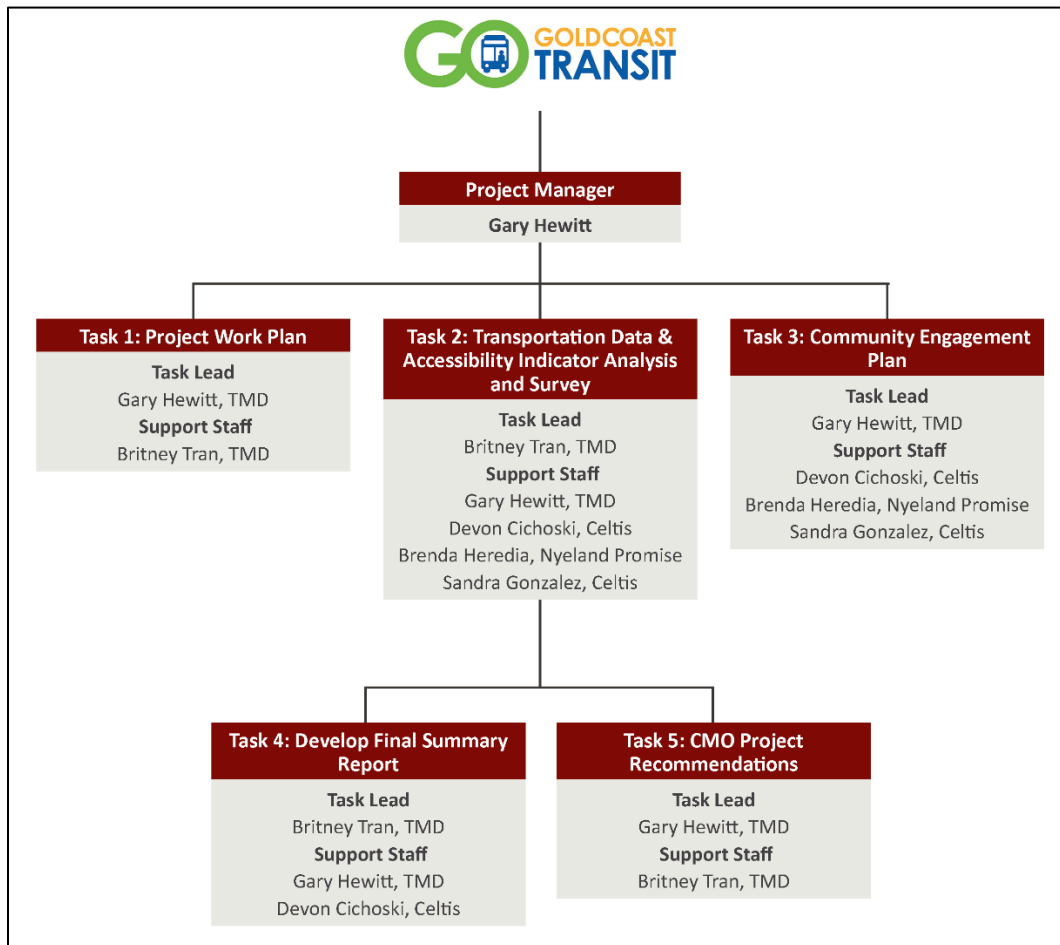 GO GOLD COAST
TRANSIT
Project Manager
Gary Hewitt
Task 1: Project Work Plan
Task Lead
Gary Hewitt, TMD
Support Staff
Britney Tran, TMD
Task 2: Transportation Data &
Accessibility Indicator Analysis
and Survey
Task Lead
Britney Tran, TMD
Support Staff
Gary Hewitt, TMD
Devon Cichoski, Celtis
Brenda Heredia, Nyeland Promise
Sandra Gonzalez, Celtis
Task 3: Community Engagement
Plan
Task Lead
Gary Hewitt, TMD
Support Staff
Devon Cichoski, Celtis
Brenda Heredia, Nyeland Promise
Sandra Gonzalez, Celtis
Task 4: Develop Final Summary
Report
Task Lead
Britney Tran, TMD
Support Staff
Gary Hewitt, TMD
Devon Cichoski, Celtis
Task 5: CMO Project
Recommendations
Task Lead
Gary Hewitt, TMD
Support Staff
Britney Tran, TMD